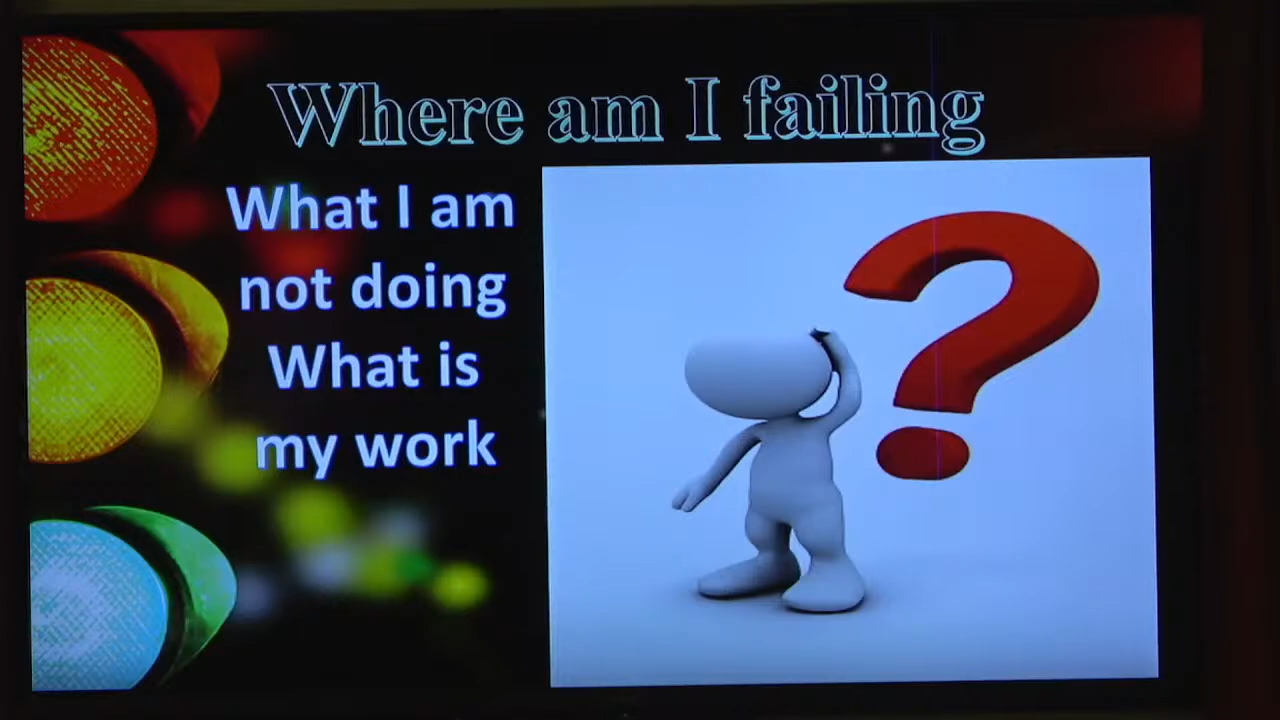 Where am I failing
What I am
not doing
What is
my work